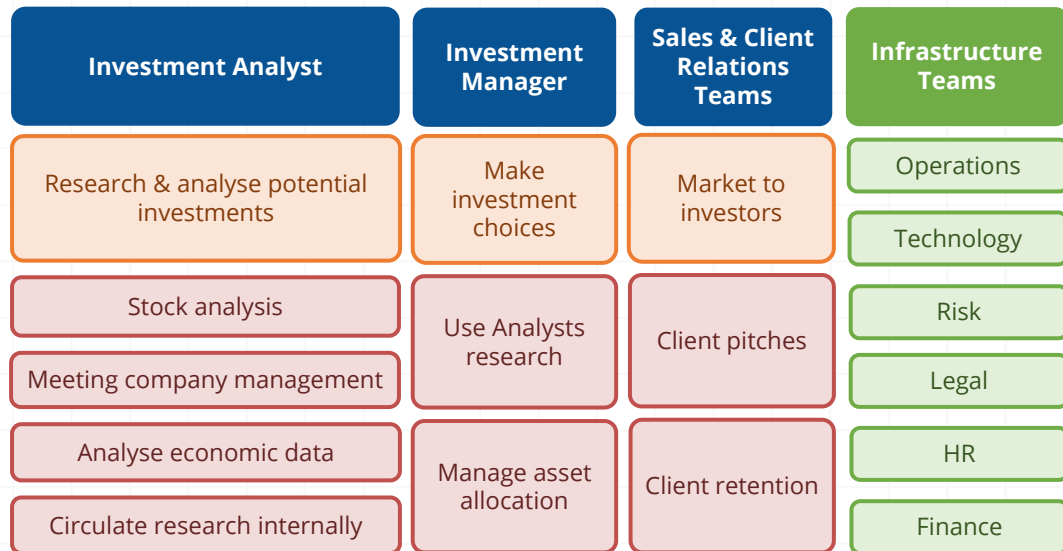 Investment Analyst
Research & analyse potential
investments
Stock analysis
Meeting company management
Analyse economic data
Circulate research internally
Investment
Manager
Make
investment
choices
Use Analysts
research
Manage asset
allocation
Sales & Client
Relations
Teams
Market to
investors
Client pitches
Client retention
Infrastructure
Teams
Operations
Technology
Risk
Legal
HR
Finance